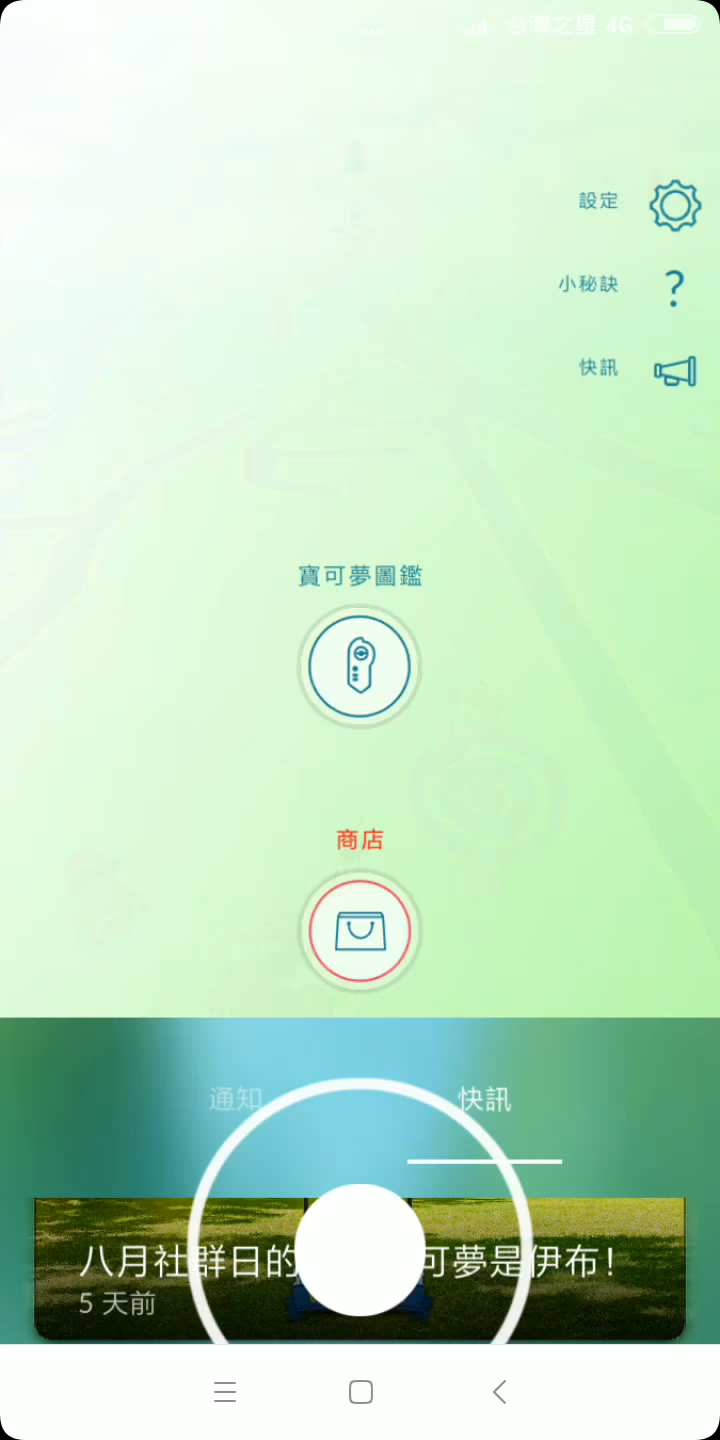 台灣之星 4G
設定
小秘訣
?
快訊
寶可夢圖鑑
商店
通知
快訊
八月社群日的 可夢是伊布！
5 天前